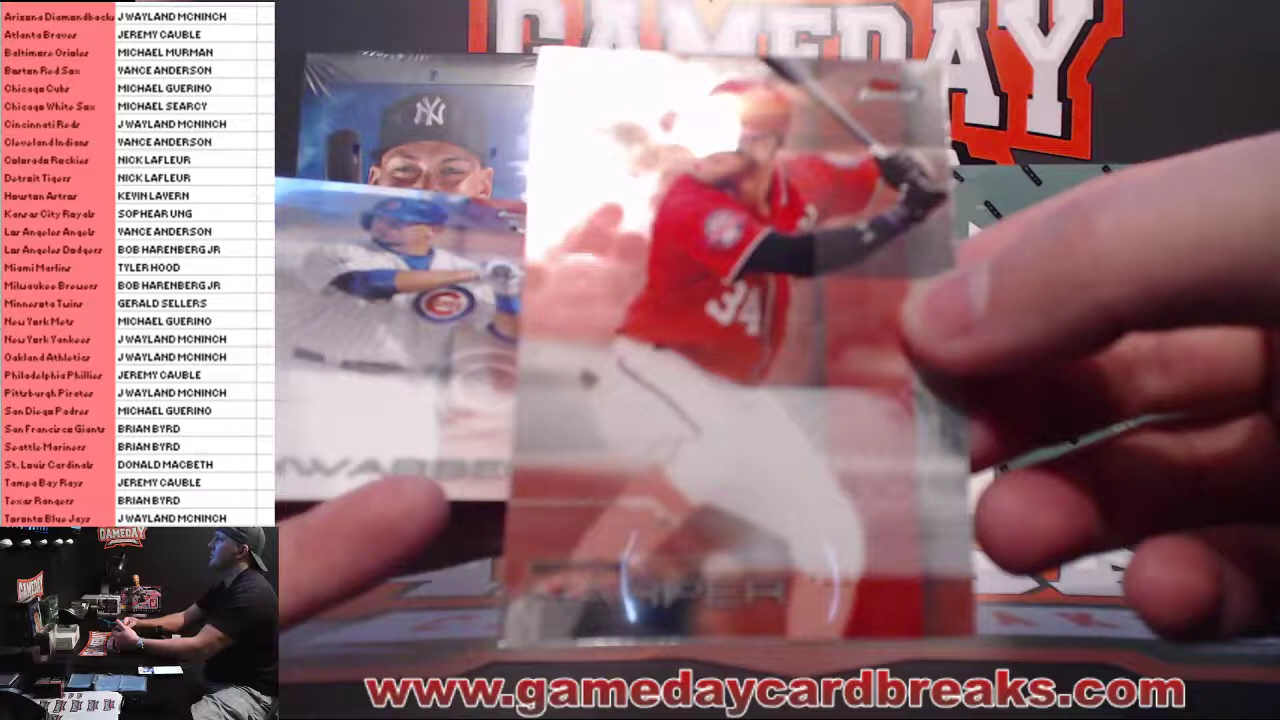 Arizona Diamondbacks J WAYLAND MCNINCH
Atlanta Braves JEREMY CAUBLE
Baltimore Orioles MICHAEL MURMAN
Boston Red Sox VANCE ANDERSON
Chicago Cubs MICHAEL GUERINO
Chicago White Sox MICHAEL SEARCY
Cincinnati Reds J WAYLAND MCNINCH
Cleveland Indians VANCE ANDERSON
Colorado Rockies NICK LAFLEUR
Detroit Tigers NICK LAFLEUR
Houston Astros KEVIN LAVERN
Kansas City Royals SOPHEAR UNG
Los Angeles Angels VANCE ANDERSON
Los Angeles Dodgers BOB HARENBERG JR
Miami Marlins TYLER HOOD
Milwaukee Brewers BOB HARENBERG JR
Minnesota Twins GERALD SELLERS
New York Mets MICHAEL GUERINO
New York Yankees J WAYLAND MCNINCH
Oakland Athletics J WAYLAND MCNINCH
Philadelphia Phillies JEREMY CAUBLE
Pittsburgh Pirates J WAYLAND MCNINCH
San Diego Padres MICHAEL GUERINO
San Francisco Giants BRIAN BYRD
Seattle Mariners BRIAN BYRD
St. Louis Cardinals DONALD MACBETH
Tampa Bay Rays JEREMY CAUBLE
Texas Rangers BRIAN BYRD
Toronto Blue Jays J WAYLAND MCNINCH
GAMEDAY
NY
C
34
HARPER
GAMEDAY
GAMEDAY
www.gamedaycardbreaks.com